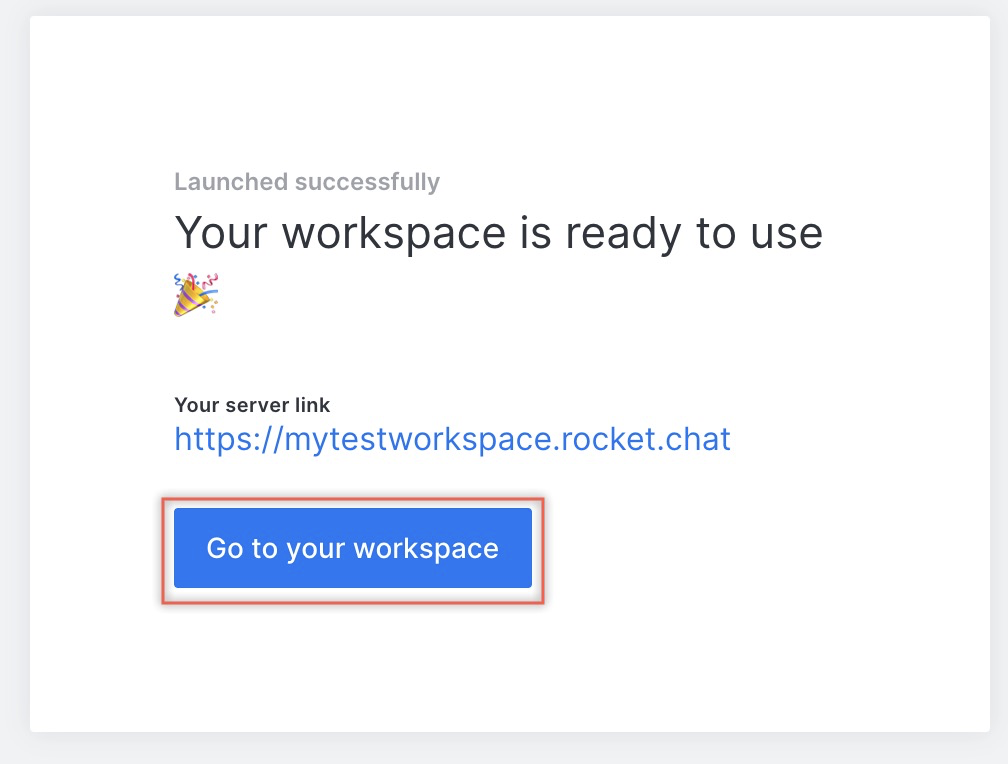 Launched successfully
Your workspace is ready to use
🎉
Your server link
https://mytestworkspace.rocket.chat
Go to your workspace